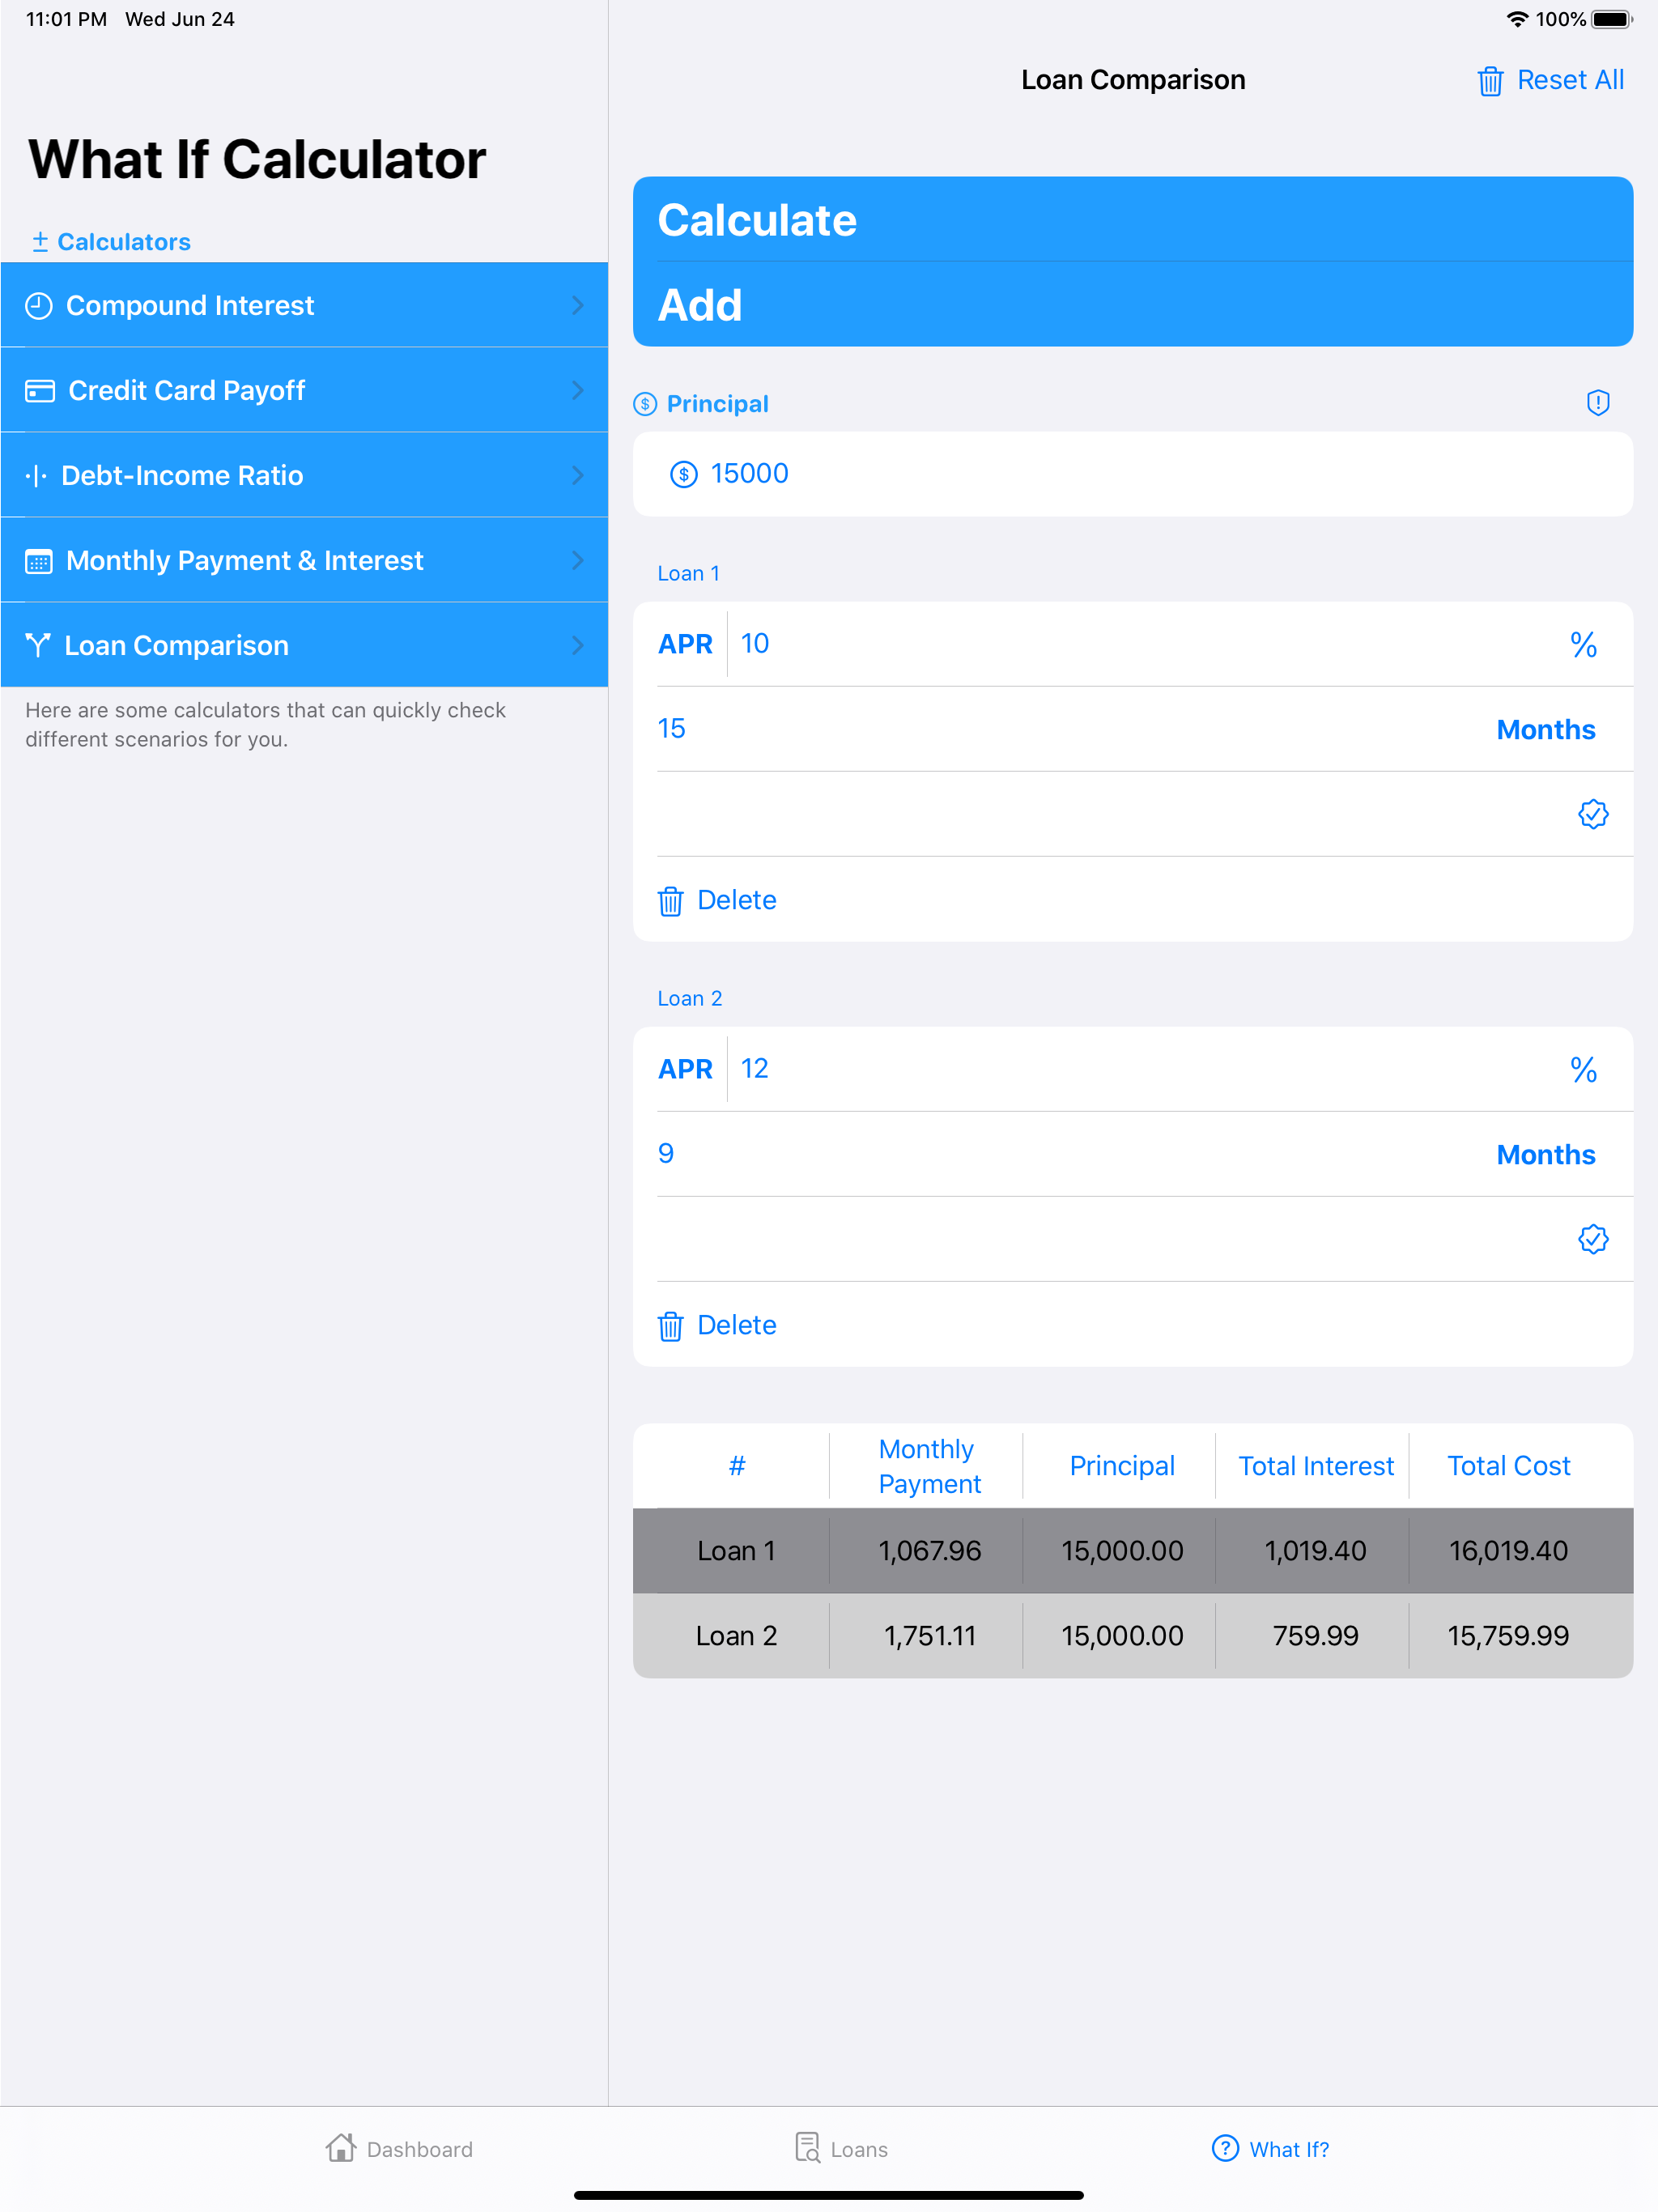 11:01 PM Wed Jun 24
100%
What If Calculator
Calculators
Compound Interest
Credit Card Payoff
Debt-Income Ratio
Monthly Payment & Interest
Loan Comparison
Here are some calculators that can quickly check
different scenarios for you.
Loan Comparison
Reset All
Calculate
Add
Principal
15000
Loan 1
APR 10 %
15 Months
Delete
Loan 2
APR 12 %
9 Months
Delete
# Monthly Payment Principal Total Interest Total Cost
Loan 1 1,067.96 15,000.00 1,019.40 16,019.40
Loan 2 1,751.11 15,000.00 759.99 15,759.99
Dashboard
Loans
What If?